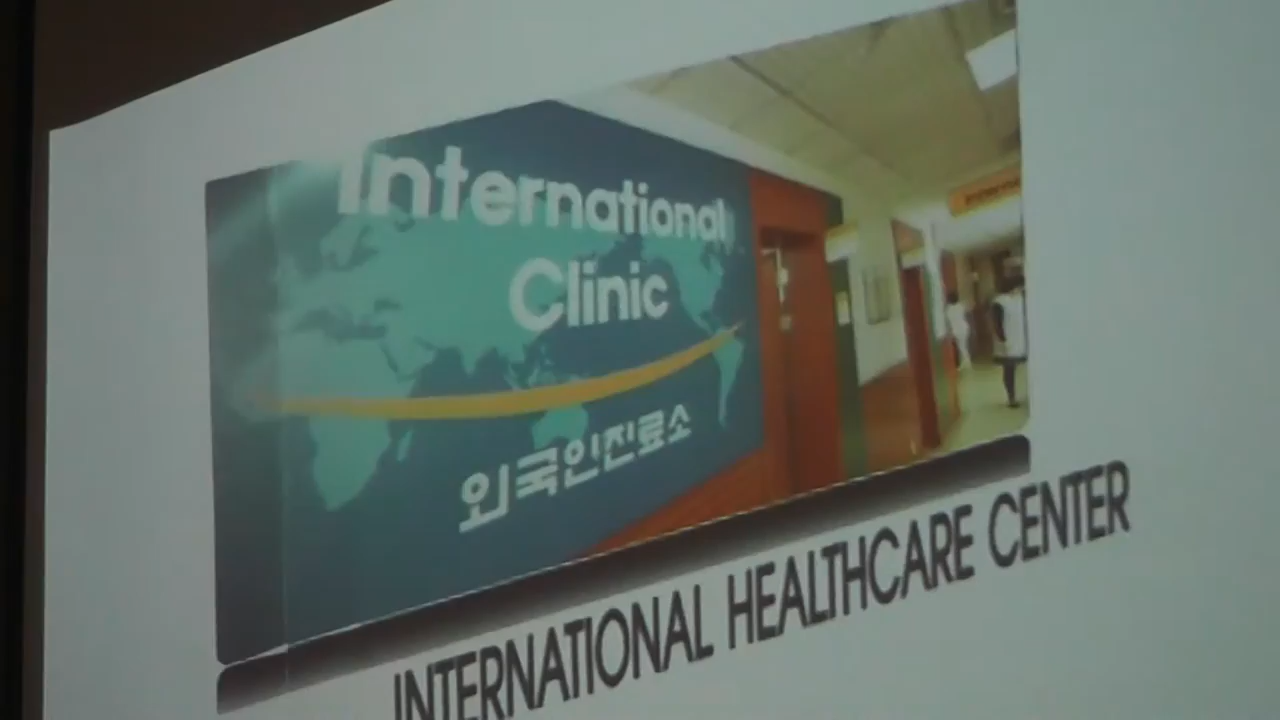 International
Clinic
외국인진료소
INTERNATIONAL HEALTHCARE CENTER